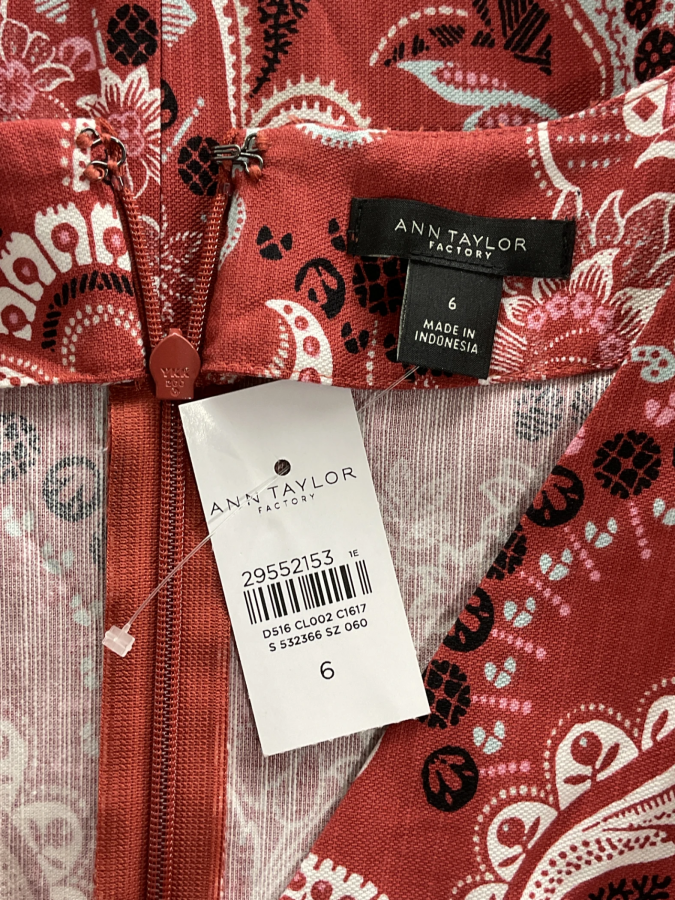 ANN TAYLOR
FACTORY
6
MADE IN
INDONESIA
YKK
ANN TAYLOR
FACTORY
29552153 1E
D516 CL002 C1617
S 532366 SZ 060
6